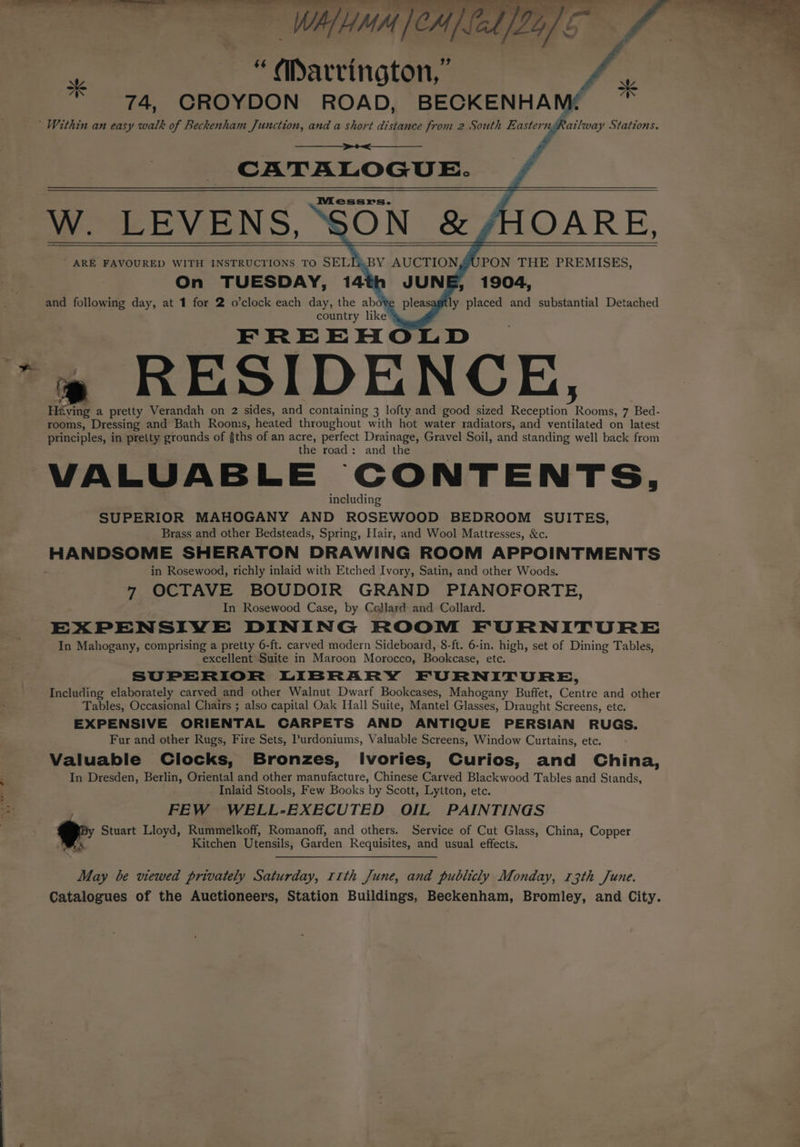 WA/HMM/CM/Sal/24/5
“Warrington,”
74, CROYDON ROAD, BECKENHAM.
Within an easy walk of Beckenham Junction, and a short distance from 2 South Eastern Railway Stations.
CATALOGUE.
Messrs.
W. LEVENS, SON & HOARE,
ARE FAVOURED WITH INSTRUCTIONS TO SELL BY AUCTION, UPON THE PREMISES,
On TUESDAY, 14th JUNE, 1904,
and following day, at 1 for 2 o'clock each day, the above pleasantly placed and substantial Detached
country like
FREEHOLD
RESIDENCE,
Having a pretty Verandah on 2 sides, and containing 3 lofty and good sized Reception Rooms, 7 Bed-
rooms, Dressing and Bath Rooms, heated throughout with hot water radiators, and ventilated on latest
principles, in pretty grounds of ths of an acre, perfect Drainage, Gravel Soil, and standing well back from
the road: and the
VALUABLE CONTENTS,
including
SUPERIOR MAHOGANY AND ROSEWOOD BEDROOM SUITES,
Brass and other Bedsteads, Spring, Hair, and Wool Mattresses, &c.
HANDSOME SHERATON DRAWING ROOM APPOINTMENTS
in Rosewood, richly inlaid with Etched Ivory, Satin, and other Woods.
7 OCTAVE BOUDOIR GRAND PIANOFORTE,
In Rosewood Case, by Collard and Collard.
EXPENSIVE DINING ROOM FURNITURE
In Mahogany, comprising a pretty 6-ft. carved modern Sideboard, 8-ft. 6-in. high, set of Dining Tables,
excellent Suite in Maroon Morocco, Bookcase, etc.
SUPERIOR LIBRARY FURNITURE,
Including elaborately carved and other Walnut Dwarf Bookcases, Mahogany Buffet, Centre and other
Tables, Occasional Chairs; also capital Oak Hall Suite, Mantel Glasses, Draught Screens, etc.
EXPENSIVE ORIENTAL CARPETS AND ANTIQUE PERSIAN RUGS.
Fur and other Rugs, Fire Sets, Purdoniums, Valuable Screens, Window Curtains, etc.
Valuable Clocks, Bronzes, Ivories, Curios, and China,
In Dresden, Berlin, Oriental and other manufacture, Chinese Carved Blackwood Tables and Stands,
Inlaid Stools, Few Books by Scott, Lytton, etc.
FEW WELL-EXECUTED OIL PAINTINGS
By Stuart Lloyd, Rummelkoff, Romanoff, and others. Service of Cut Glass, China, Copper
Kitchen Utensils, Garden Requisites, and usual effects.
May be viewed privately Saturday, 11th June, and publicly Monday, 13th June.
Catalogues of the Auctioneers, Station Buildings, Beckenham, Bromley, and City.